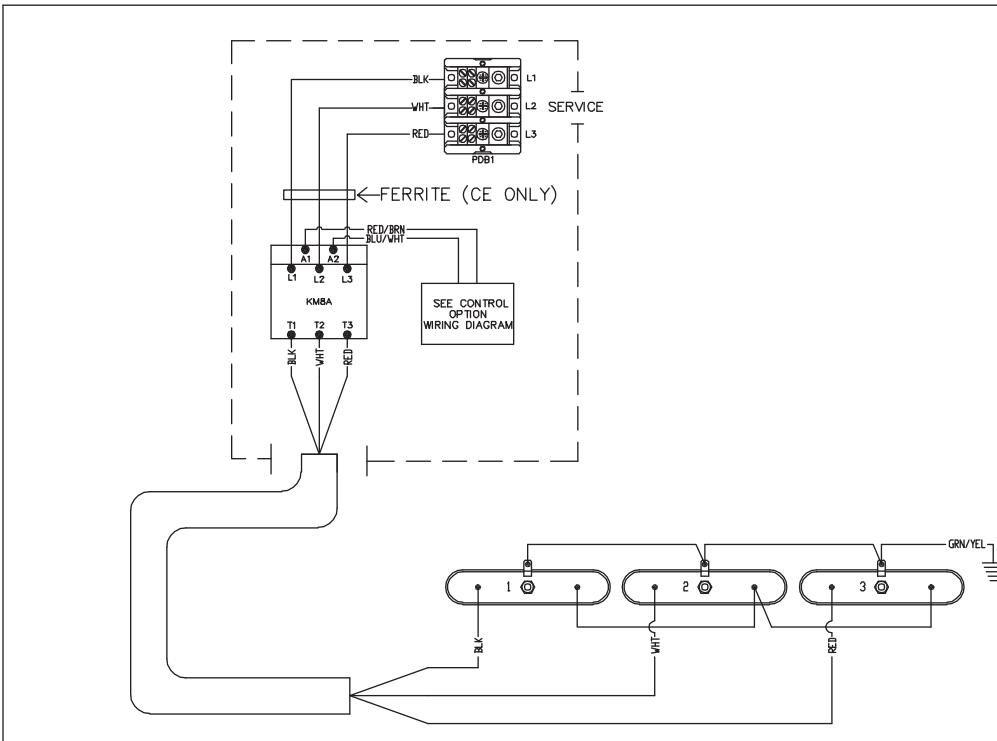 BLK
L1
WHT
L2
SERVICE
RED
L3
PDB1
FERRITE (CE ONLY)
RED/BRN
BLU/WHT
A1
A2
L1
L2
L3
KM8A
T1
T2
T3
SEE CONTROL
OPTION
WIRING DIAGRAM
BLK
WHT
RED
GRN/YEL
1
2
3
BLK
WHT
RED